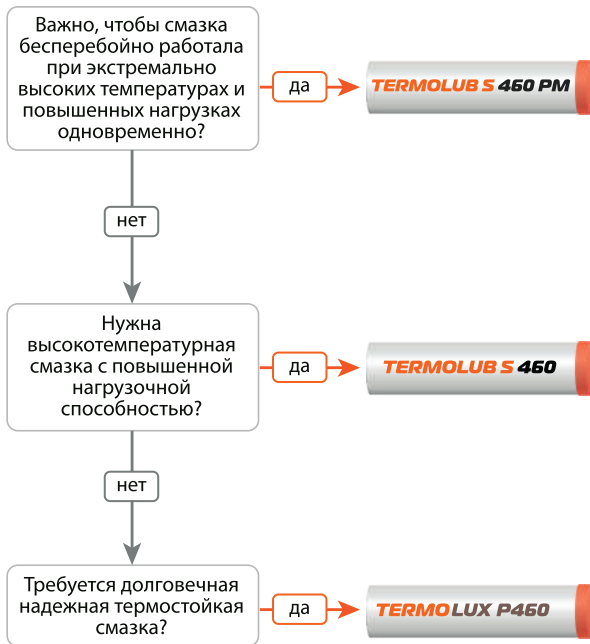 Важно, чтобы смазка
бесперебойно работала
при экстремально
высоких температурах и
повышенных нагрузках
одновременно?
да
TERMOLUB S 460 PM
нет
Нужна
высокотемпературная
смазка с повышенной
нагрузочной
способностью?
да
TERMOLUB S 460
нет
Требуется долговечная
надежная термостойкая
смазка?
да
TERMOLUX P460